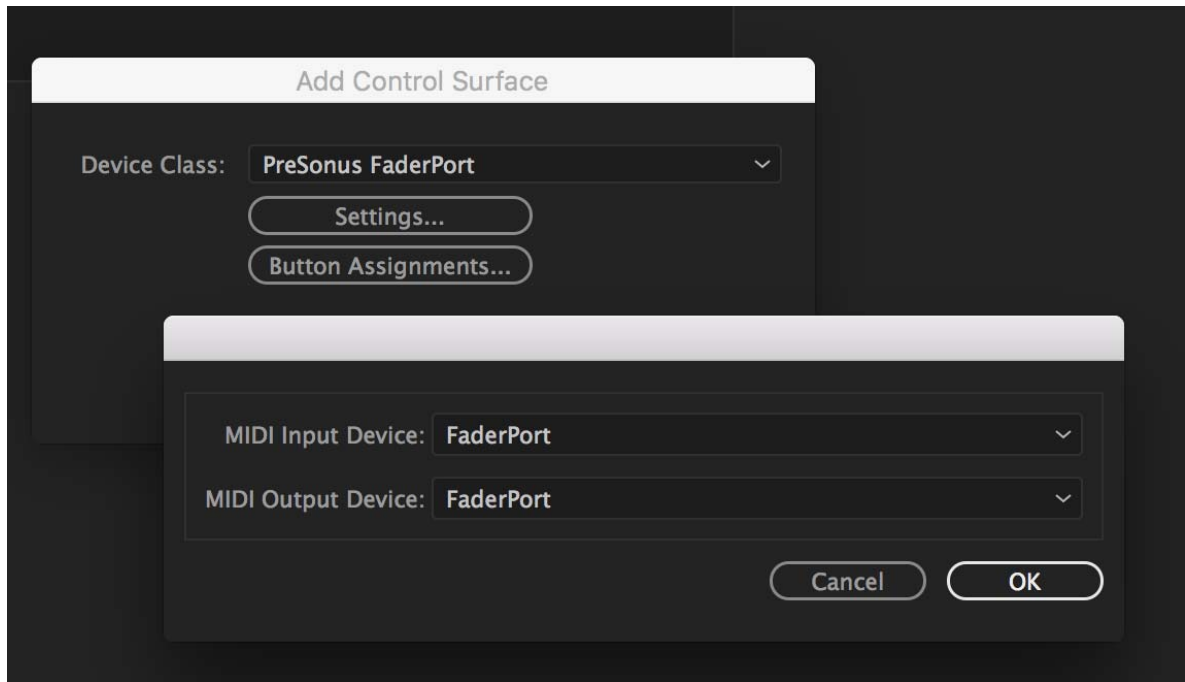 Add Control Surface
Device Class: PreSonus FaderPort
Settings...
Button Assignments...
MIDI Input Device: FaderPort
MIDI Output Device: FaderPort
Cancel OK